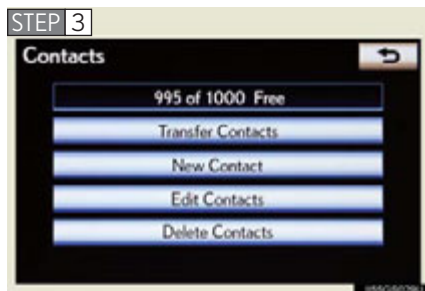 STEP 3
Contacts
995 of 1000 Free
Transfer Contacts
New Contact
Edit Contacts
Delete Contacts